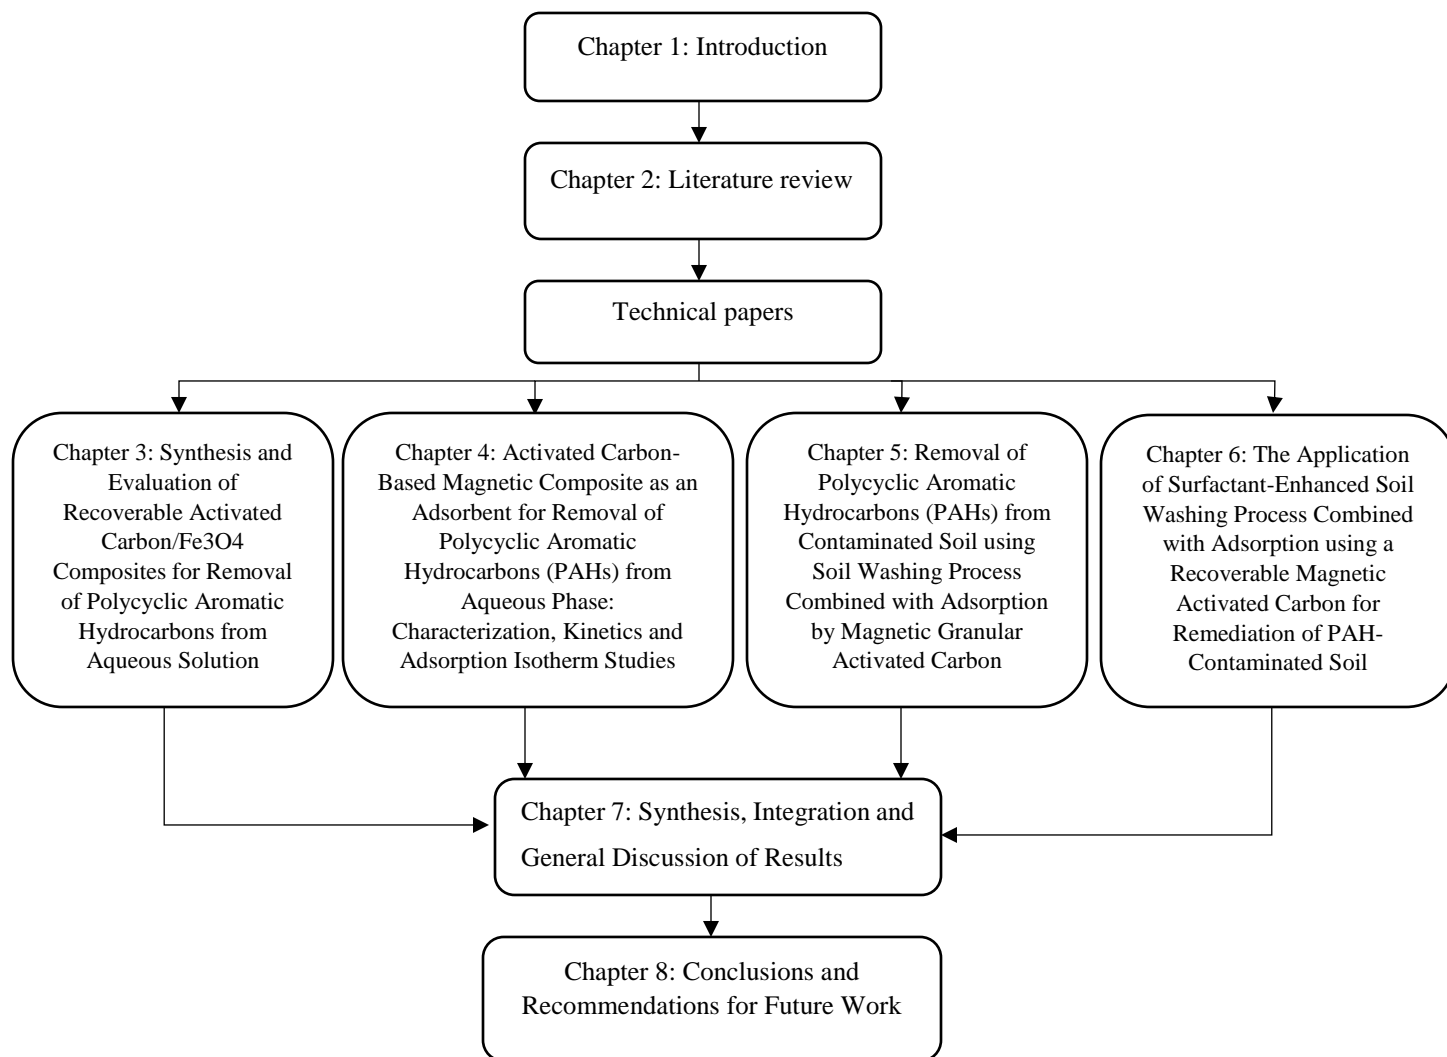 Chapter 1: Introduction
Chapter 2: Literature review
Technical papers
Chapter 3: Synthesis and
Evaluation of
Recoverable Activated
Carbon/Fe3O4
Composites for Removal
of Polycyclic Aromatic
Hydrocarbons from
Aqueous Solution
Chapter 4: Activated Carbon-
Based Magnetic Composite as an
Adsorbent for Removal of
Polycyclic Aromatic
Hydrocarbons (PAHs) from
Aqueous Phase:
Characterization, Kinetics and
Adsorption Isotherm Studies
Chapter 5: Removal of
Polycyclic Aromatic
Hydrocarbons (PAHs) from
Contaminated Soil using
Soil Washing Process
Combined with Adsorption
by Magnetic Granular
Activated Carbon
Chapter 6: The Application
of Surfactant-Enhanced Soil
Washing Process Combined
with Adsorption using a
Recoverable Magnetic
Activated Carbon for
Remediation of PAH-
Contaminated Soil
Chapter 7: Synthesis, Integration and
General Discussion of Results
Chapter 8: Conclusions and
Recommendations for Future Work